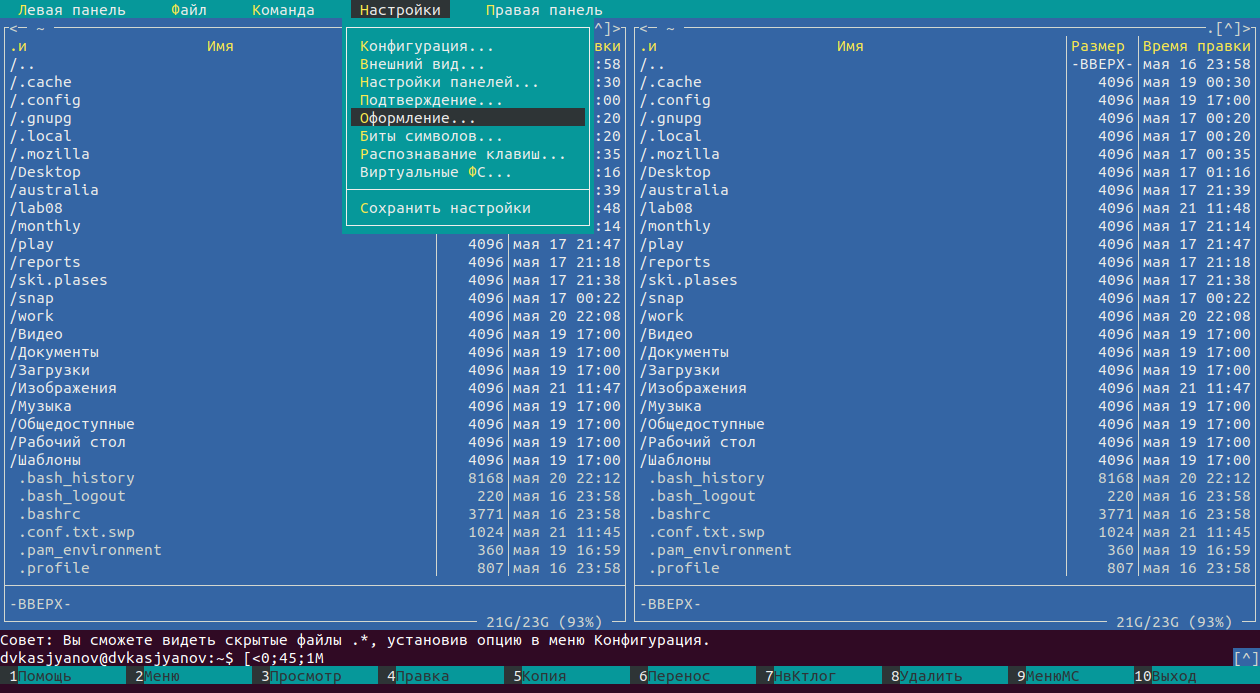 Левая панель Файл Команда Настройки Правая панель
<─ ~ ^]> <─ ~ .[^]>
.и Имя вки .и Имя Размер Время правки
/.. Конфигурация... :58 /.. -ВВЕРХ- мая 16 23:58
/.cache Внешний вид... :30 /.cache 4096 мая 19 00:30
/.config Настройки панелей... :00 /.config 4096 мая 19 17:00
/.gnupg Подтверждение... :20 /.gnupg 4096 мая 17 00:20
/.local Оформление... :20 /.local 4096 мая 17 00:20
/.mozilla Биты символов... :35 /.mozilla 4096 мая 17 00:35
/Desktop Распознавание клавиш... :16 /Desktop 4096 мая 17 01:16
/australia Виртуальные ФС... :39 /australia 4096 мая 17 21:39
/lab08 Сохранить настройки :48 /lab08 4096 мая 21 11:48
/monthly :14 /monthly 4096 мая 17 21:14
/play 4096 мая 17 21:47 /play 4096 мая 17 21:47
/reports 4096 мая 17 21:18 /reports 4096 мая 17 21:18
/ski.plases 4096 мая 17 21:38 /ski.plases 4096 мая 17 21:38
/snap 4096 мая 17 00:22 /snap 4096 мая 17 00:22
/work 4096 мая 20 22:08 /work 4096 мая 20 22:08
/Видео 4096 мая 19 17:00 /Видео 4096 мая 19 17:00
/Документы 4096 мая 19 17:00 /Документы 4096 мая 19 17:00
/Загрузки 4096 мая 19 17:00 /Загрузки 4096 мая 19 17:00
/Изображения 4096 мая 21 11:47 /Изображения 4096 мая 21 11:47
/Музыка 4096 мая 19 17:00 /Музыка 4096 мая 19 17:00
/Общедоступные 4096 мая 19 17:00 /Общедоступные 4096 мая 19 17:00
/Рабочий стол 4096 мая 19 17:00 /Рабочий стол 4096 мая 19 17:00
/Шаблоны 4096 мая 19 17:00 /Шаблоны 4096 мая 19 17:00
.bash_history 8168 мая 20 22:12 .bash_history 8168 мая 20 22:12
.bash_logout 220 мая 16 23:58 .bash_logout 220 мая 16 23:58
.bashrc 3771 мая 16 23:58 .bashrc 3771 мая 16 23:58
.conf.txt.swp 1024 мая 21 11:45 .conf.txt.swp 1024 мая 21 11:45
.pam_environment 360 мая 19 16:59 .pam_environment 360 мая 19 16:59
.profile 807 мая 16 23:58 .profile 807 мая 16 23:58
-ВВЕРХ- -ВВЕРХ-
21G/23G (93%) 21G/23G (93%)
Совет: Вы сможете видеть скрытые файлы .*, установив опцию в меню Конфигурация.
dvkasjyanov@dvkasjyanov:~$ [<0;45;1M [^]
1Помощь 2Меню 3Просмотр 4Правка 5Копия 6Перенос 7НвКтлог 8Удалить 9МенюМС 10Выход